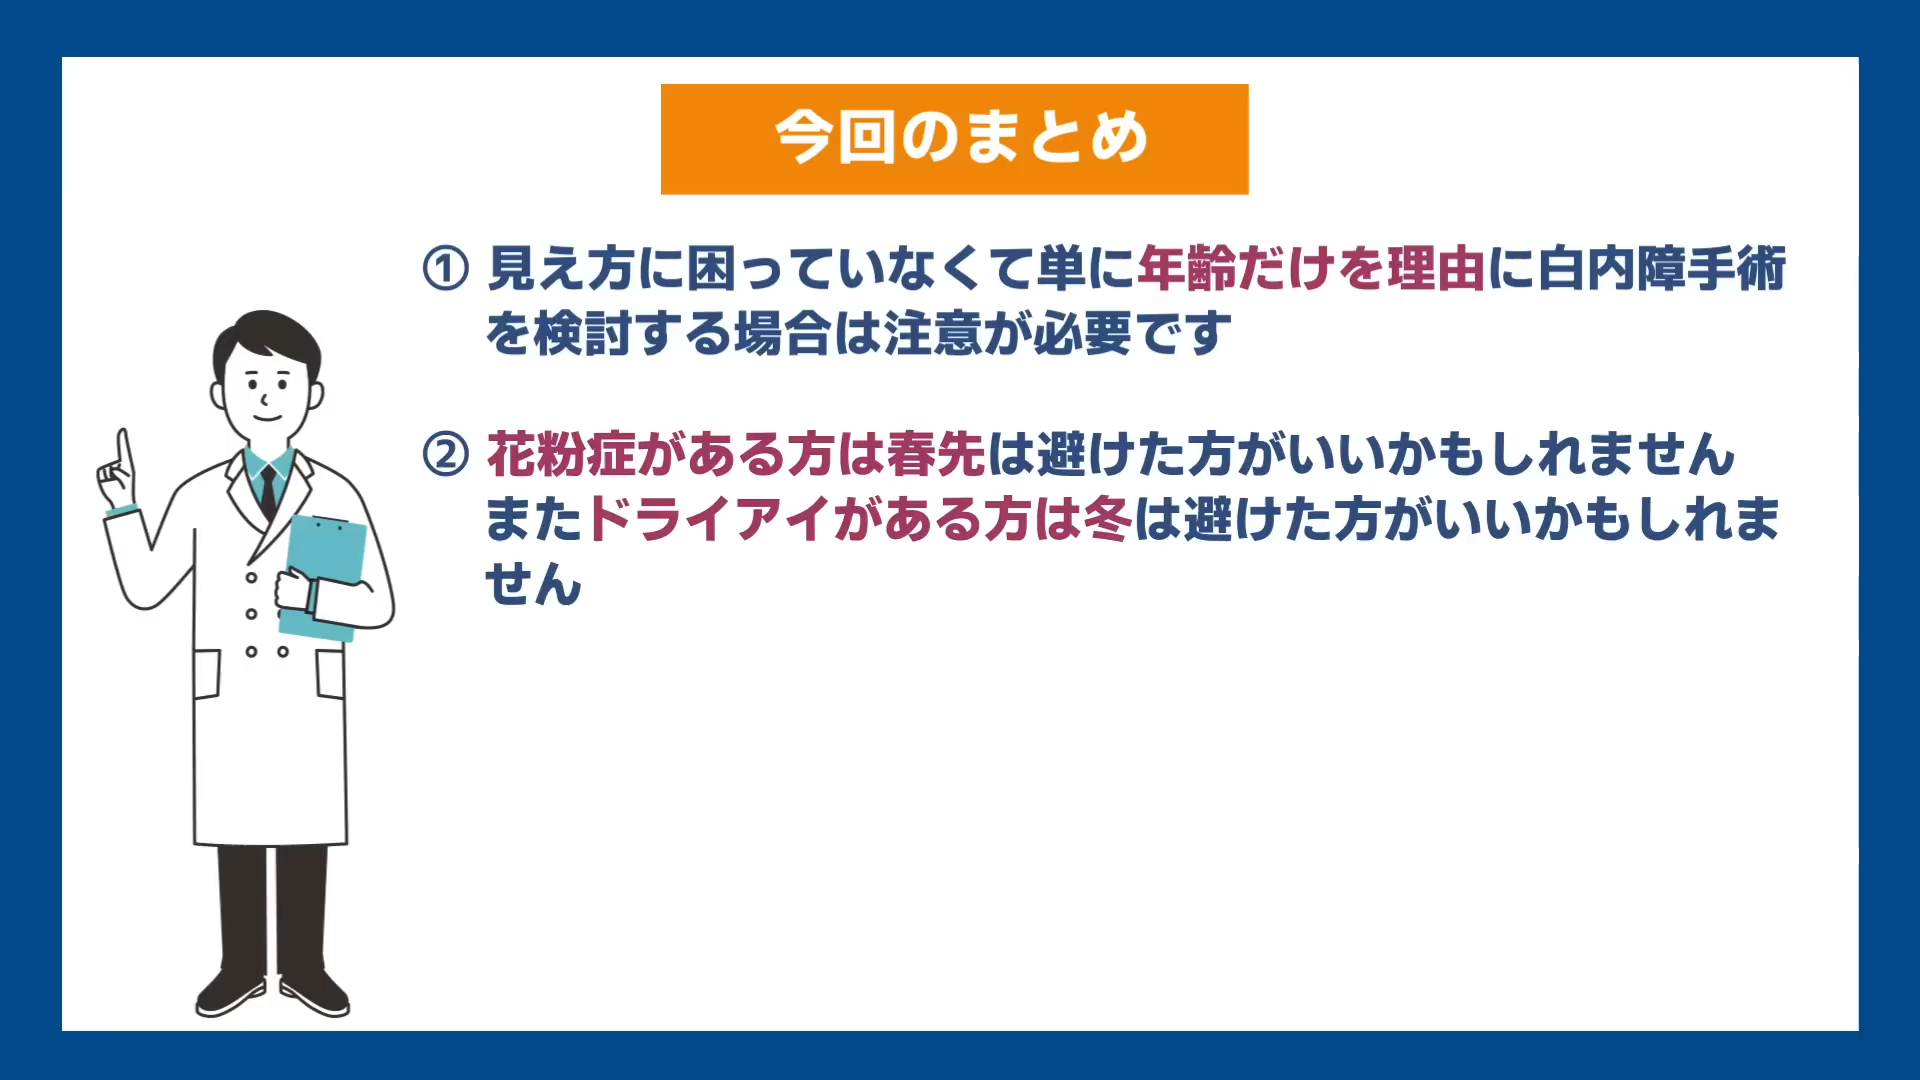 今回のまとめ
① 見え方に困っていなくて単に年齢だけを理由に白内障手術
を検討する場合は注意が必要です
② 花粉症がある方は春先は避けた方がいいかもしれません
またドライアイがある方は冬は避けた方がいいかもしれま
せん